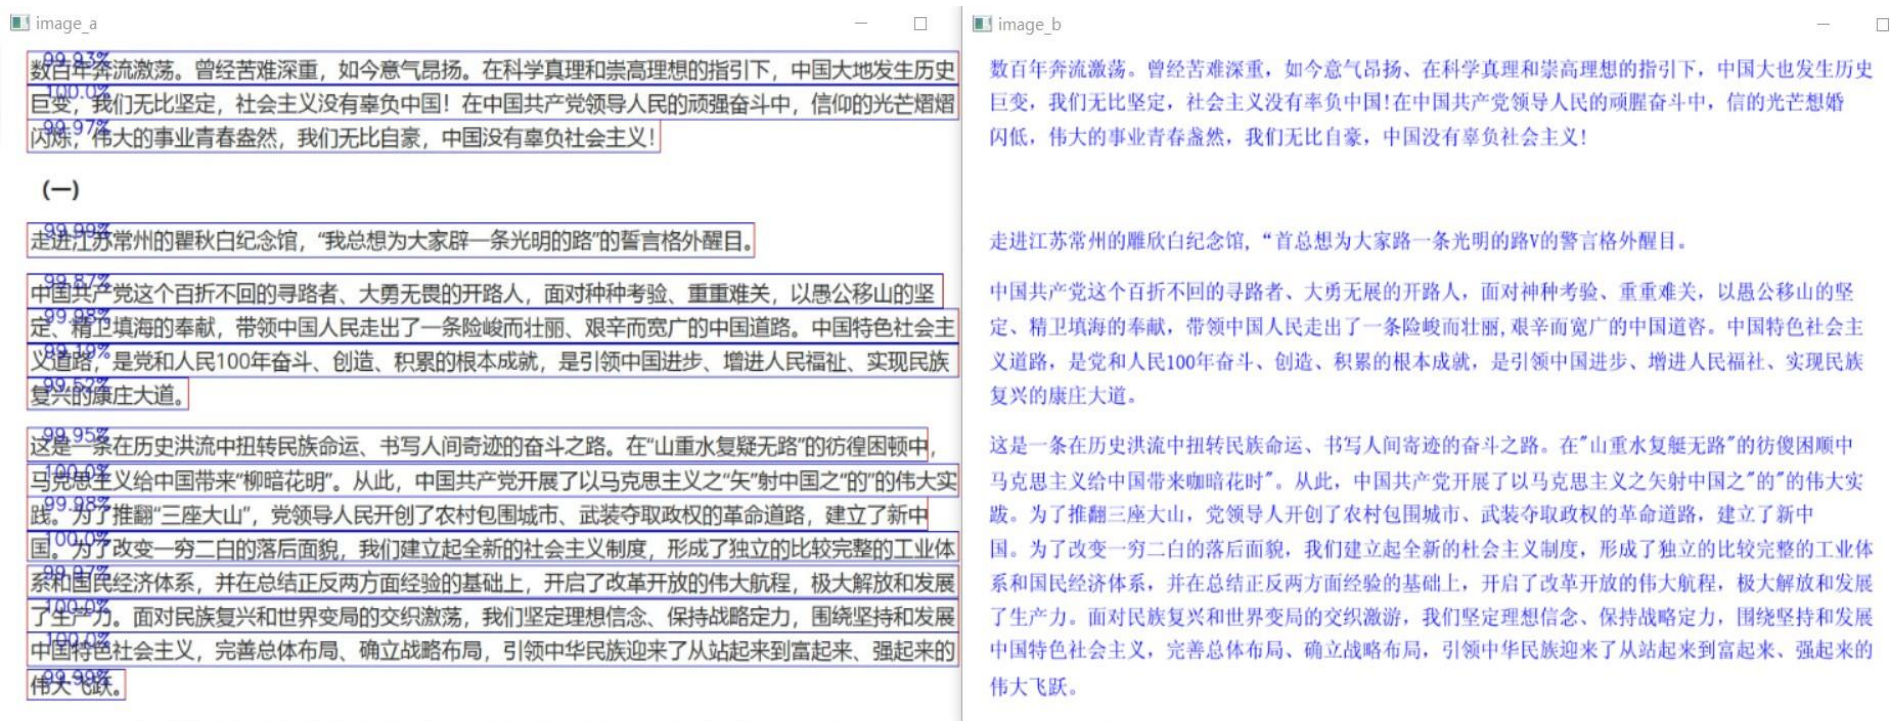 image_a
99.93%
数百年奔流激荡。曾经苦难深重，如今意气昂扬。在科学真理和崇高理想的指引下，中国大地发生历史
100.0%
巨变，我们无比坚定，社会主义没有辜负中国！在中国共产党领导人民的顽强奋斗中，信仰的光芒熠熠
99.97%
闪烁，伟大的事业青春盎然，我们无比自豪，中国没有辜负社会主义！
（一）
99.99%
走进江苏常州的瞿秋白纪念馆，“我总想为大家辟一条光明的路”的誓言格外醒目。
99.87%
中国共产党这个百折不回的寻路者、大勇无畏的开路人，面对种种考验、重重难关，以愚公移山的坚
99.98%
定、精卫填海的奉献，带领中国人民走出了一条险峻而壮丽、艰辛而宽广的中国道路。中国特色社会主
99.19%
义道路，是党和人民100年奋斗、创造、积累的根本成就，是引领中国进步、增进人民福祉、实现民族
99.52%
复兴的康庄大道。
99.95%
这是一条在历史洪流中扭转民族命运、书写人间奇迹的奋斗之路。在“山重水复疑无路”的彷徨困顿中，
100.0%
马克思主义给中国带来“柳暗花明”。从此，中国共产党开展了以马克思主义之“矢”射中国之“的”的伟大实
99.98%
践。为了推翻“三座大山”，党领导人民开创了农村包围城市、武装夺取政权的革命道路，建立了新中
100.0%
国。为了改变一穷二白的落后面貌，我们建立起全新的社会主义制度，形成了独立的比较完整的工业体
99.97%
系和国民经济体系，并在总结正反两方面经验的基础上，开启了改革开放的伟大航程，极大解放和发展
100.0%
了生产力。面对民族复兴和世界变局的交织激荡，我们坚定理想信念、保持战略定力，围绕坚持和发展
100.0%
中国特色社会主义，完善总体布局、确立战略布局，引领中华民族迎来了从站起来到富起来、强起来的
99.99%
伟大飞跃。
image_b
数百年奔流激荡。曾经苦难深重，如今意气昂扬、在科学真理和崇高理想的指引下，中国大也发生历史
巨变，我们无比坚定，社会主义没有率负中国!在中国共产党领导人民的顽腥奋斗中，信的光芒想婚
闪低，伟大的事业青春盏然，我们无比自豪，中国没有辜负社会主义!
走进江苏常州的雕欣白纪念馆,“首总想为大家路一条光明的路V的警言格外醒目。
中国共产党这个百折不回的寻路者、大勇无展的开路人，面对神种考验、重重难关，以愚公移山的坚
定、精卫填海的奉献，带领中国人民走出了一条险峻而壮丽,艰辛而宽广的中国道咨。中国特色社会主
义道路，是党和人民100年奋斗、创造、积累的根本成就，是引领中国进步、增进人民福社、实现民族
复兴的康庄大道。
这是一条在历史洪流中扭转民族命运、书写人间寄迹的奋斗之路。在"山重水复艇无路"的彷傻困顺中
马克思主义给中国带来咖暗花时"。从此，中国共产党开展了以马克思主义之矢射中国之"的"的伟大实
跋。为了推翻三座大山，党领导人开创了农村包围城市、武装夺取政权的革命道路，建立了新中
国。为了改变一穷二白的落后面貌，我们建立起全新的杜会主义制度，形成了独立的比较完整的工业体
系和国民经济体系，并在总结正反两方面经验的基础上，开启了改革开放的伟大航程，极大解放和发展
了生产力。面对民族复兴和世界变局的交织激游，我们坚定理想信念、保持战略定力，围绕坚持和发展
中国特色社会主义，完善总体布局、确立战略布局，引领中华民族迎来了从站起来到富起来、强起来的
伟大飞跃。